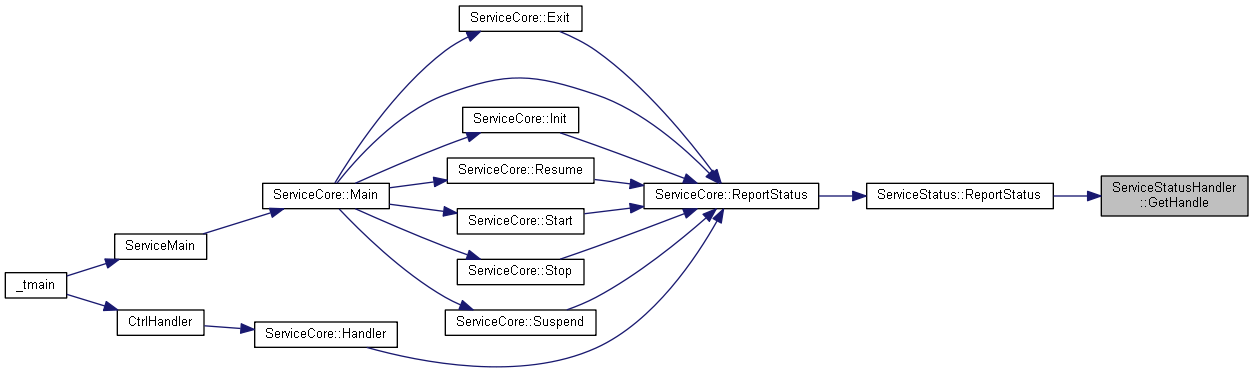 ServiceCore::Exit
ServiceCore::Init
ServiceCore::Resume
ServiceCore::Main
ServiceCore::ReportStatus
ServiceStatus::ReportStatus
ServiceStatusHandler
::GetHandle
ServiceCore::Start
ServiceMain
ServiceCore::Stop
_tmain
CtrlHandler
ServiceCore::Handler
ServiceCore::Suspend